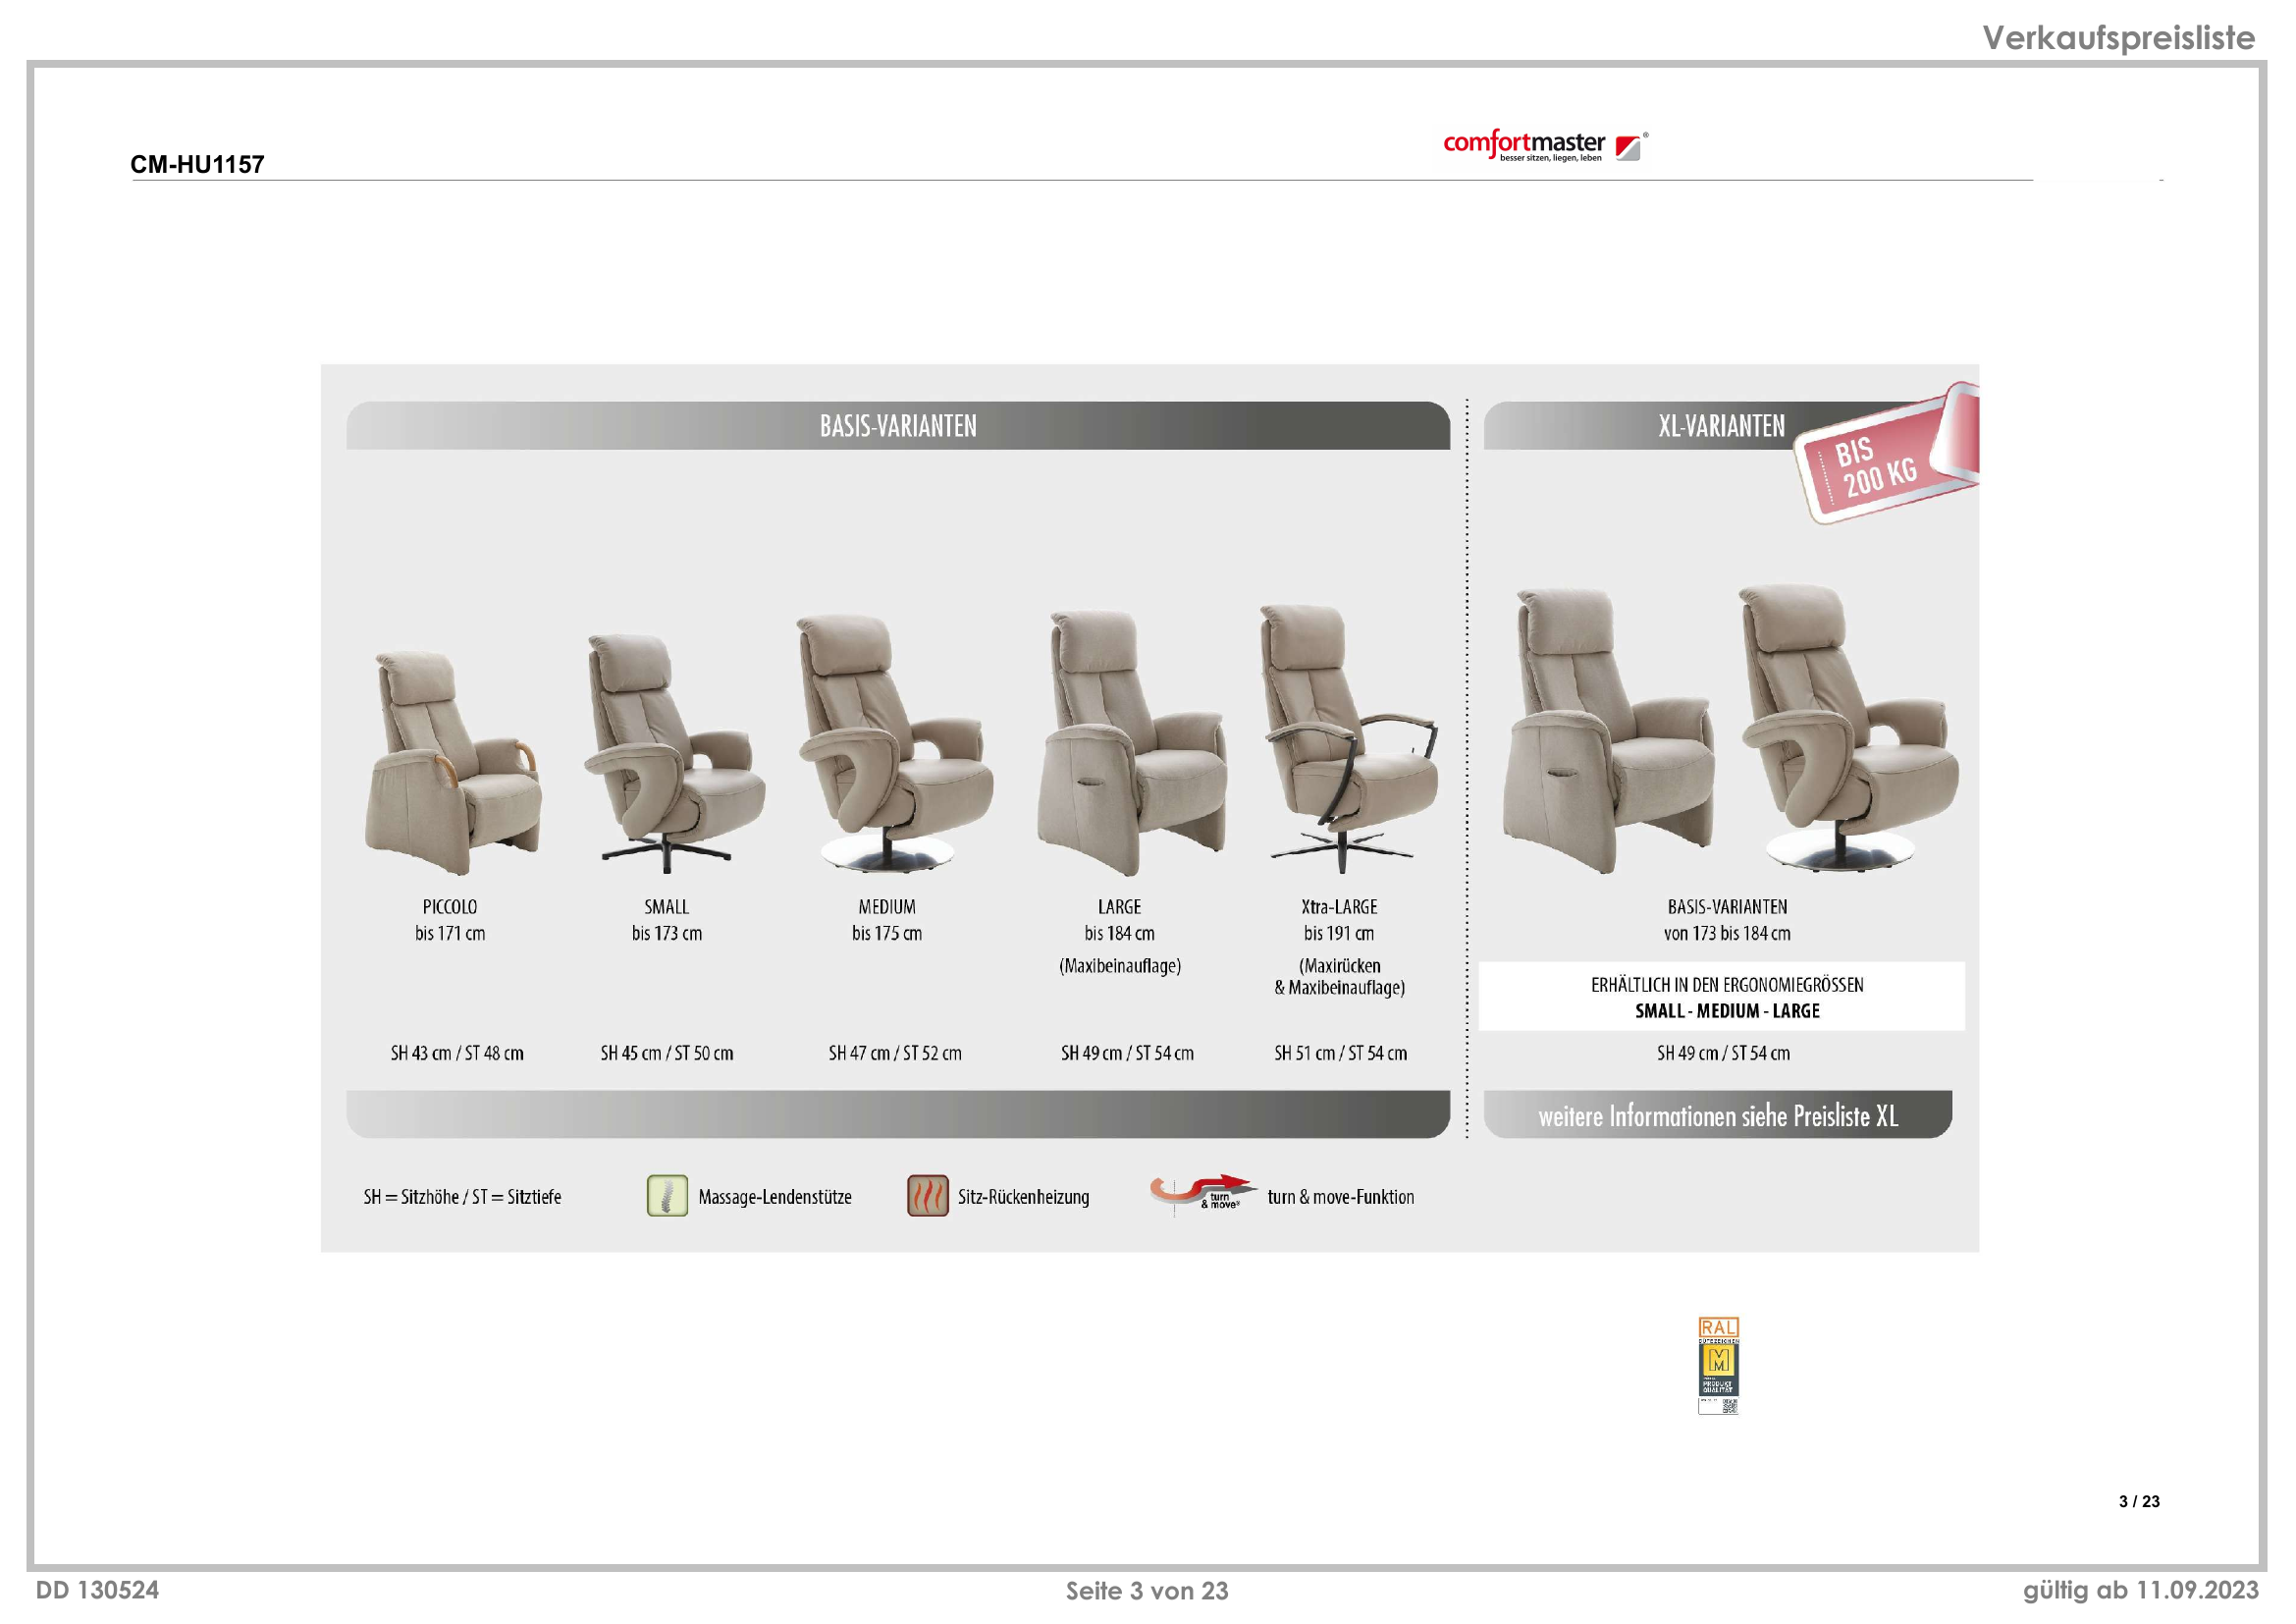 Verkaufspreisliste
comfortmaster ®
besser sitzen, liegen, leben
CM-HU1157
BASIS-VARIANTEN
XL-VARIANTEN
BIS
200 KG
PICCOLO
bis 171 cm
SH 43 cm / ST 48 cm
SMALL
bis 173 cm
SH 45 cm / ST 50 cm
MEDIUM
bis 175 cm
SH 47 cm / ST 52 cm
LARGE
bis 184 cm
(Maxibeinauflage)
SH 49 cm / ST 54 cm
Xtra-LARGE
bis 191 cm
(Maxirücken
& Maxibeinauflage)
SH 51 cm / ST 54 cm
BASIS-VARIANTEN
von 173 bis 184 cm
ERHÄLTLICH IN DEN ERGONOMIEGRÖSSEN
SMALL - MEDIUM - LARGE
SH 49 cm / ST 54 cm
weitere Informationen siehe Preisliste XL
SH = Sitzhöhe / ST = Sitztiefe
Massage-Lendenstütze
Sitz-Rückenheizung
turn
& move®
turn & move-Funktion
RAL
GÜTEZEICHEN
M
PRODUKT
QUALITÄT
3 / 23
DD 130524
Seite 3 von 23
gültig ab 11.09.2023